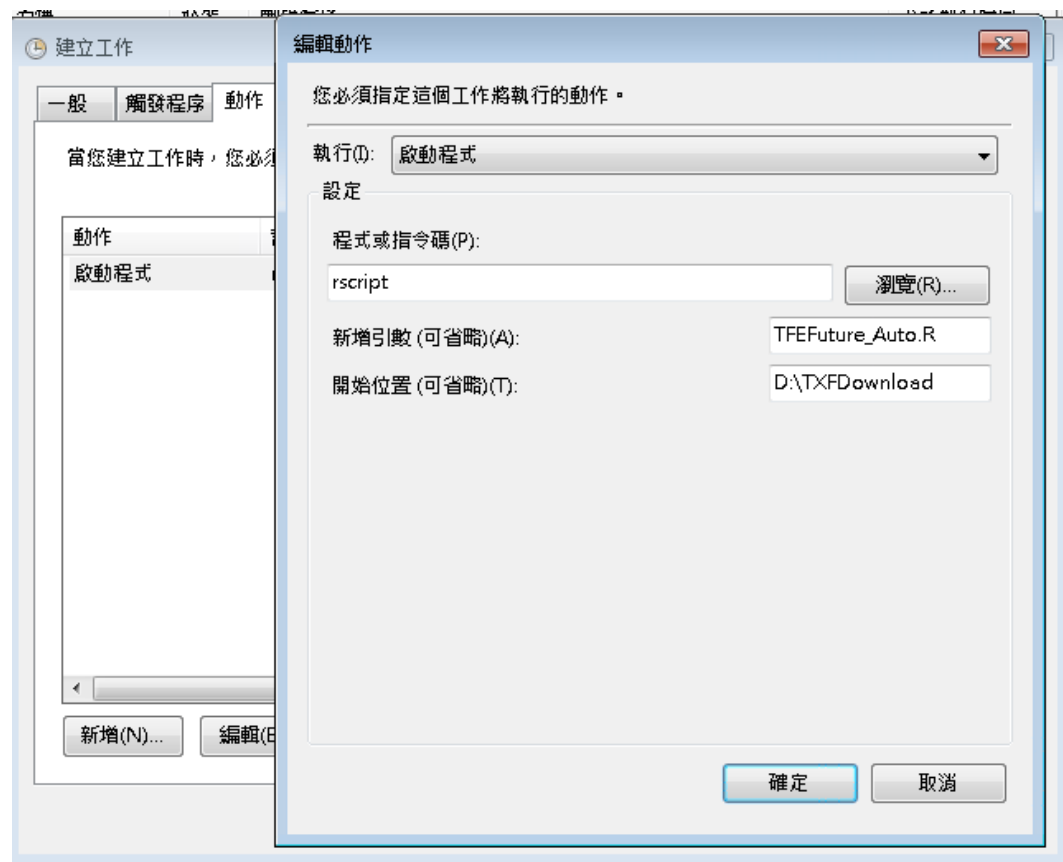 建立工作
編輯動作
一般
觸發程序
動作
您必須指定這個工作將執行的動作。
當您建立工作時，您必須
執行(I):
啟動程式
設定
動作
程式或指令碼(P):
啟動程式
rscript
瀏覽(R)...
新增引數 (可省略)(A):
TFEFuture_Auto.R
開始位置 (可省略)(T):
D:\TXFDownload
新增(N)...
編輯(E
確定
取消